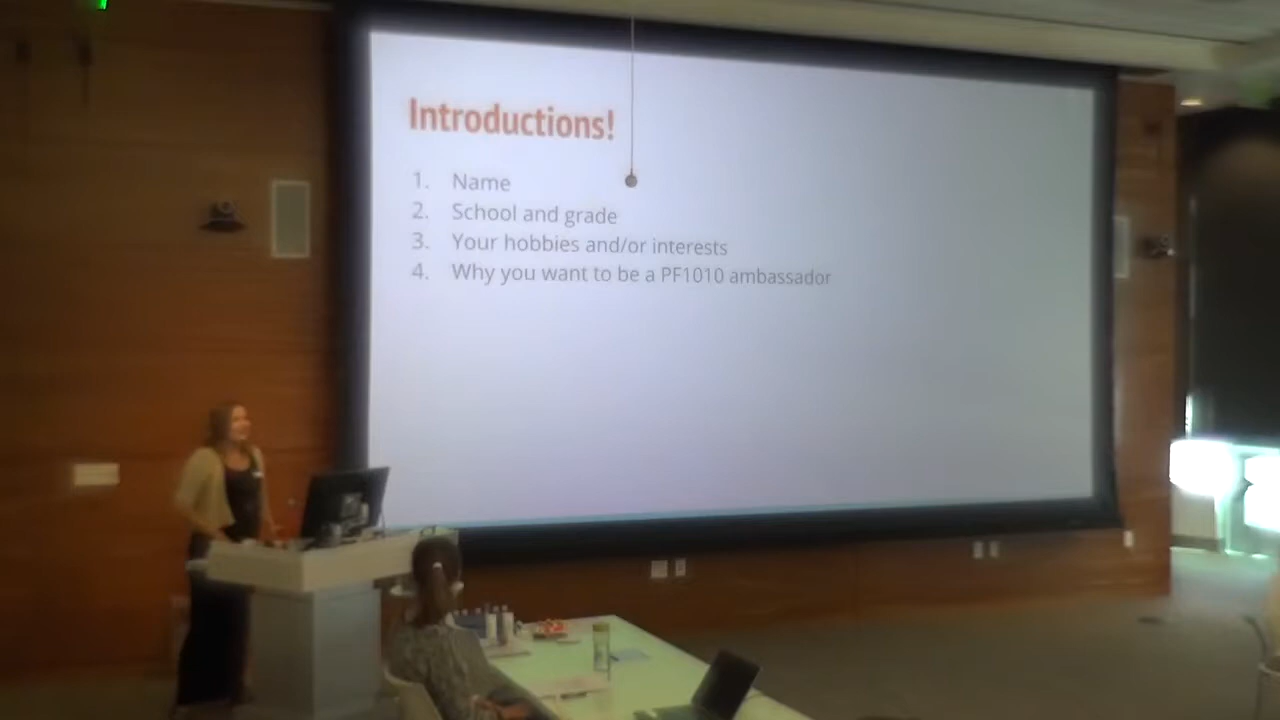 Introductions!
1. Name
2. School and grade
3. Your hobbies and/or interests
4. Why you want to be a PF1010 ambassador